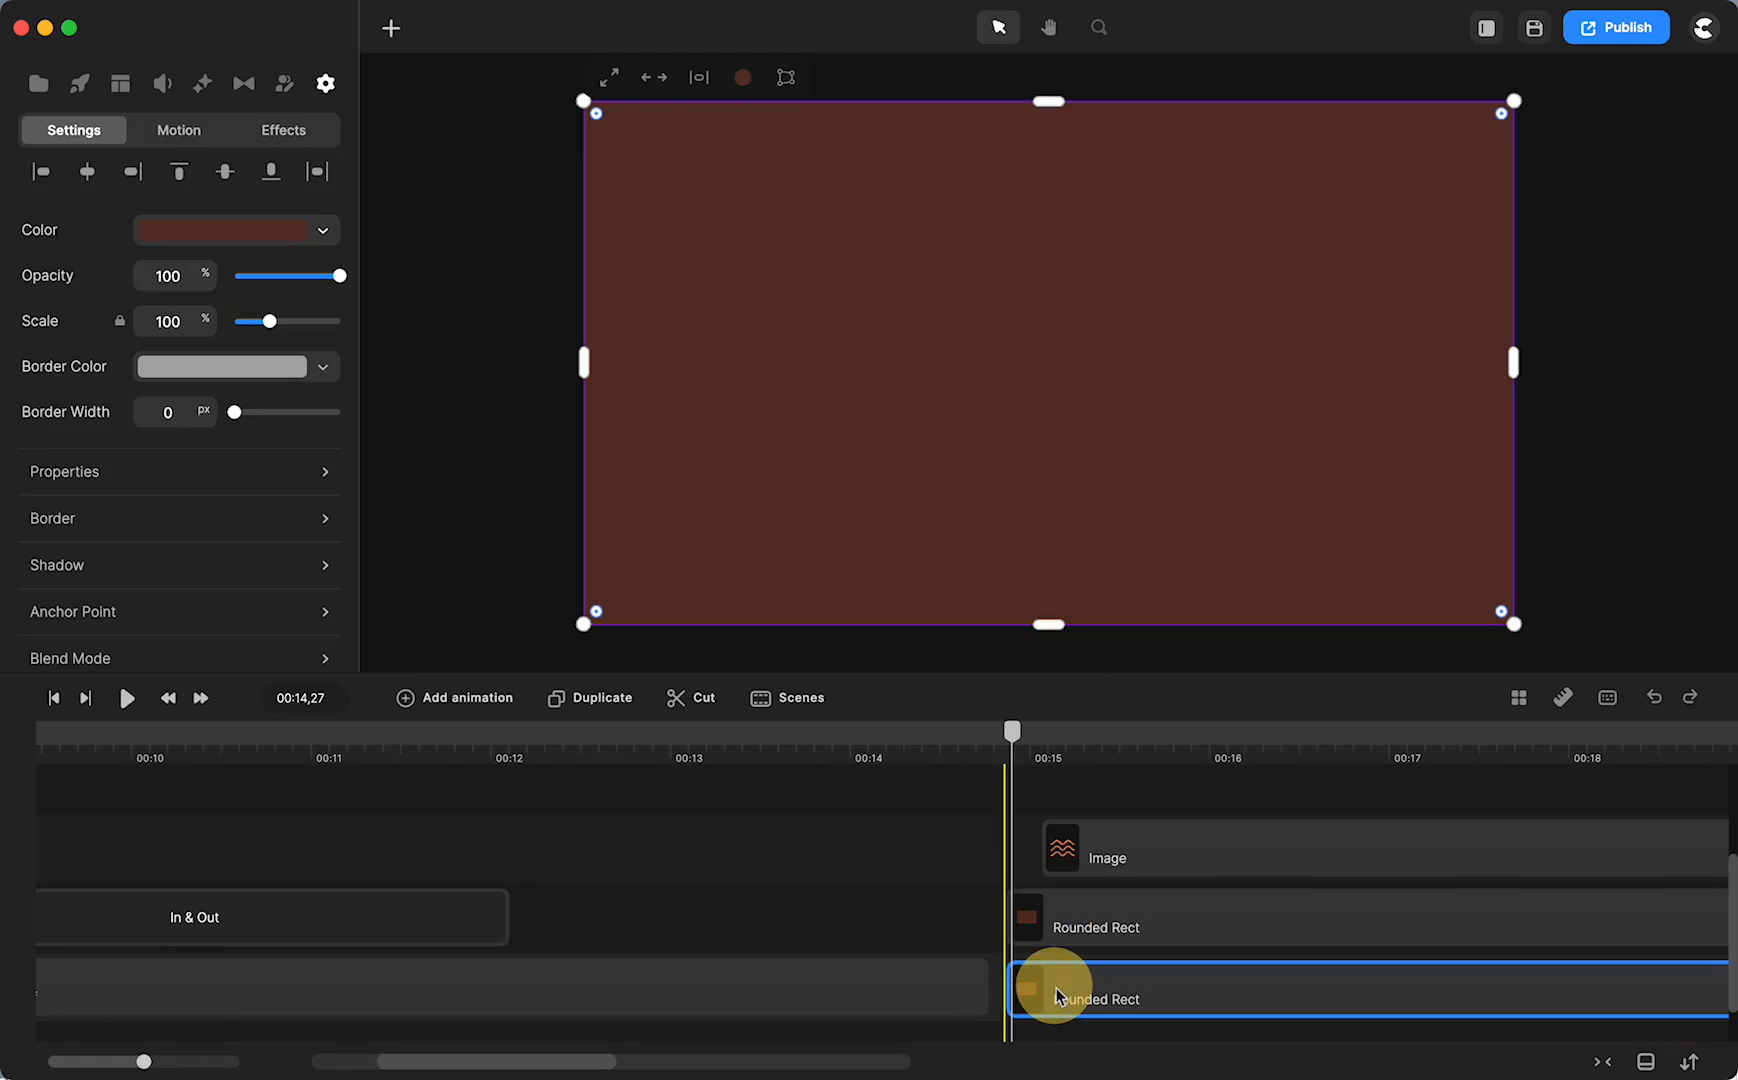 Publish
Settings
Motion
Effects
Color
Opacity
100 %
Scale
100 %
Border Color
Border Width
0 px
Properties
Border
Shadow
Anchor Point
Blend Mode
00:14,27
Add animation
Duplicate
Cut
Scenes
00:10
00:11
00:12
00:13
00:14
00:15
00:16
00:17
00:18
Image
In & Out
Rounded Rect
Rounded Rect